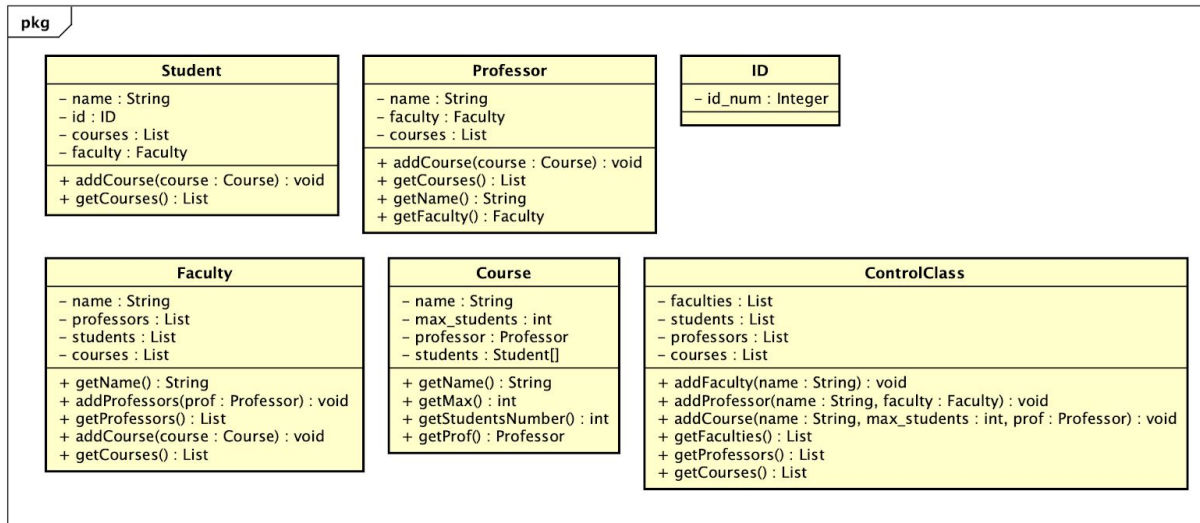 pkg
Student
- name : String
- id : ID
- courses : List
- faculty : Faculty
+ addCourse(course : Course) : void
+ getCourses() : List
Professor
- name : String
- faculty : Faculty
- courses : List
+ addCourse(course : Course) : void
+ getCourses() : List
+ getName() : String
+ getFaculty() : Faculty
ID
- id_num : Integer
Faculty
- name : String
- professors : List
- students : List
- courses : List
+ getName() : String
+ addProfessors(prof : Professor) : void
+ getProfessors() : List
+ addCourse(course : Course) : void
+ getCourses() : List
Course
- name : String
- max_students : int
- professor : Professor
- students : Student[]
+ getName() : String
+ getMax() : int
+ getStudentsNumber() : int
+ getProf() : Professor
ControlClass
- faculties : List
- students : List
- professors : List
- courses : List
+ addFaculty(name : String) : void
+ addProfessor(name : String, faculty : Faculty) : void
+ addCourse(name : String, max_students : int, prof : Professor) : void
+ getFaculties() : List
+ getProfessors() : List
+ getCourses() : List